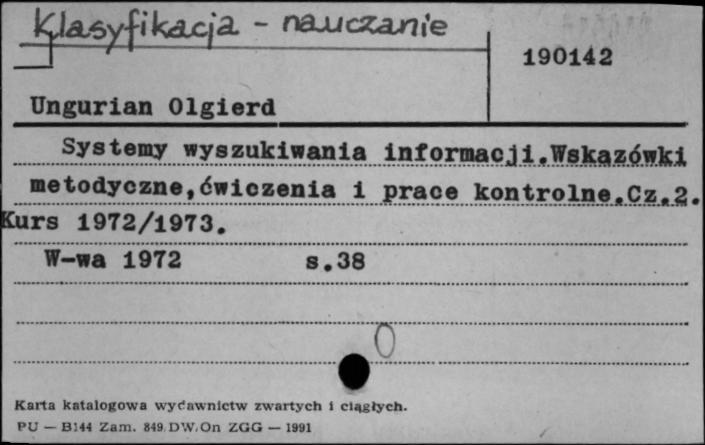 Klasyfikacja - nauczanie
190142
Ungurian Olgierd
Systemy wyszukiwania informacji.Wskazówki
metodyczne,ćwiczenia i prace kontrolne.Cz.2.
Kurs 1972/1973.
W-wa 1972 s.38
0
Karta katalogowa wydawnictw zwartych i ciągłych.
PU — B144 Zam. 849 DW.On ZGG — 1991